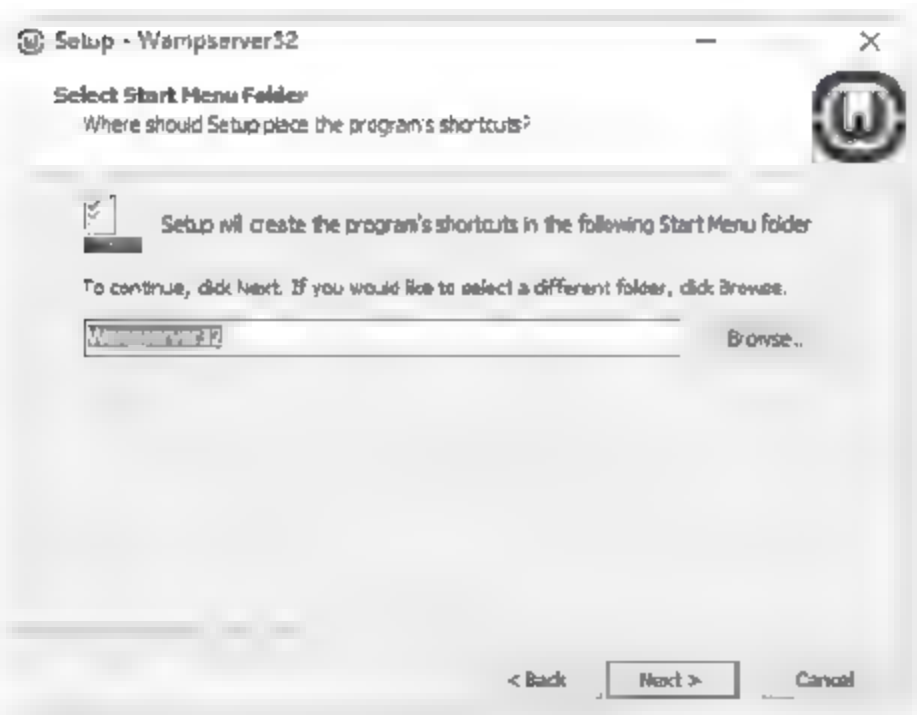 Setup - Wampserver32
Select Start Menu Folder
Where should Setup place the program's shortcuts?
Setup will create the program's shortcuts in the following Start Menu folder
To continue, click Next. If you would like to select a different folder, click Browse.
Wampserver32
Browse..
< Back
Next >
Cancel